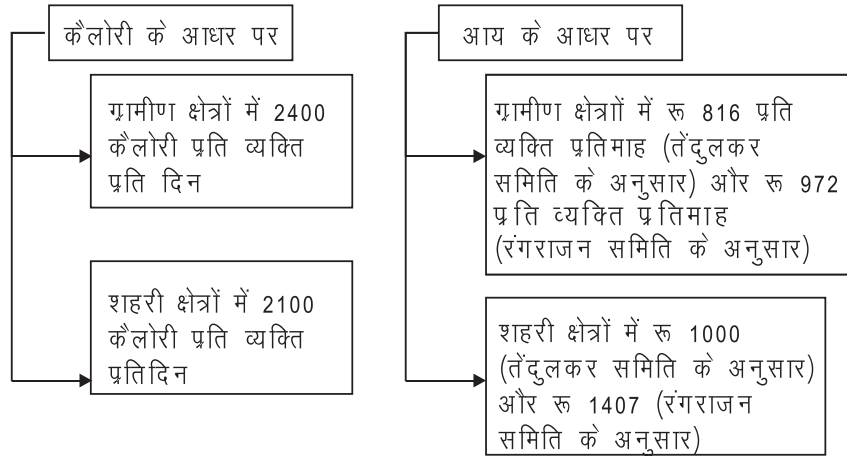 कैलोरी के आधर पर
ग्रामीण क्षेत्रों में 2400
कैलोरी प्रति व्यक्ति
प्रति दिन
शहरी क्षेत्रों में 2100
कैलोरी प्रति व्यक्ति
प्रतिदिन
आय के आधर पर
ग्रामीण क्षेत्राों में रू 816 प्रति
व्यक्ति प्रतिमाह (तेंदुलकर
समिति के अनुसार) और रू 972
प्रति व्यक्ति प्रतिमाह
(रंगराजन समिति के अनुसार)
शहरी क्षेत्रों में रू 1000
(तेंदुलकर समिति के अनुसार)
और रू 1407 (रंगराजन
समिति के अनुसार)